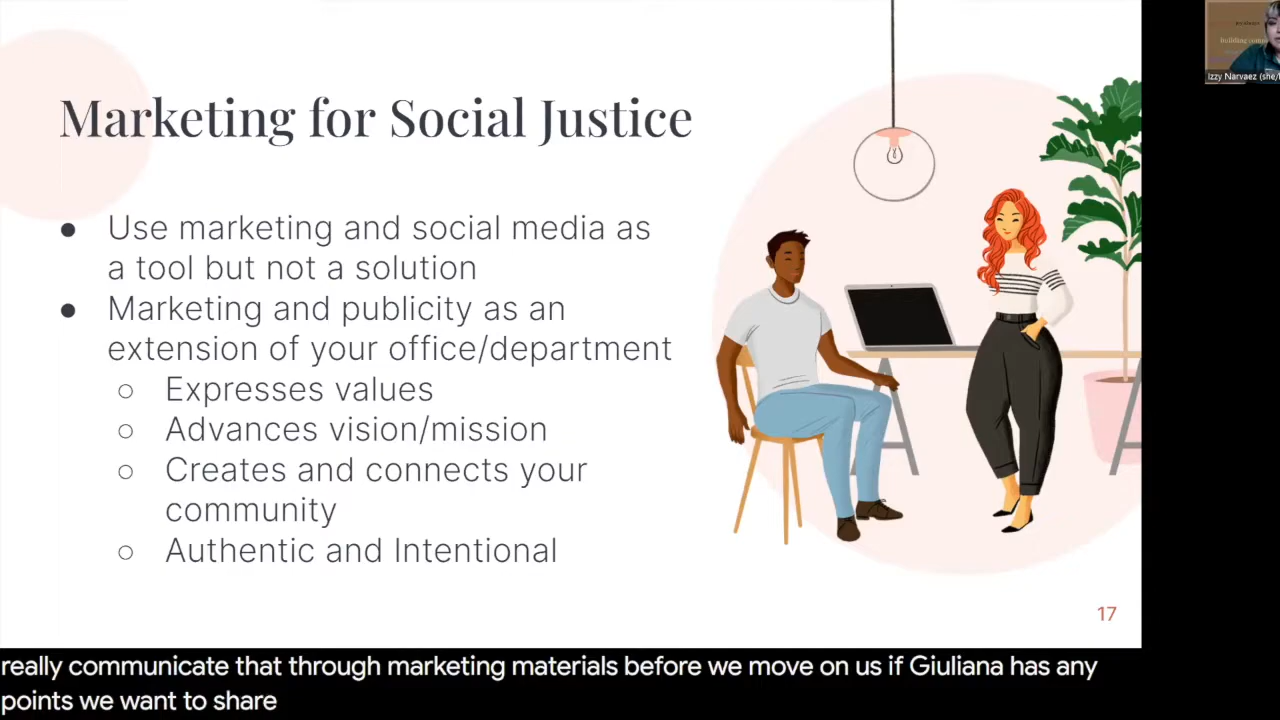 Marketing for Social Justice
● Use marketing and social media as
a tool but not a solution
● Marketing and publicity as an
extension of your office/department
○ Expresses values
○ Advances vision/mission
○ Creates and connects your
community
○ Authentic and Intentional
17
Izzy Narvaez (she/
really communicate that through marketing materials before we move on us if Giuliana has any
points we want to share